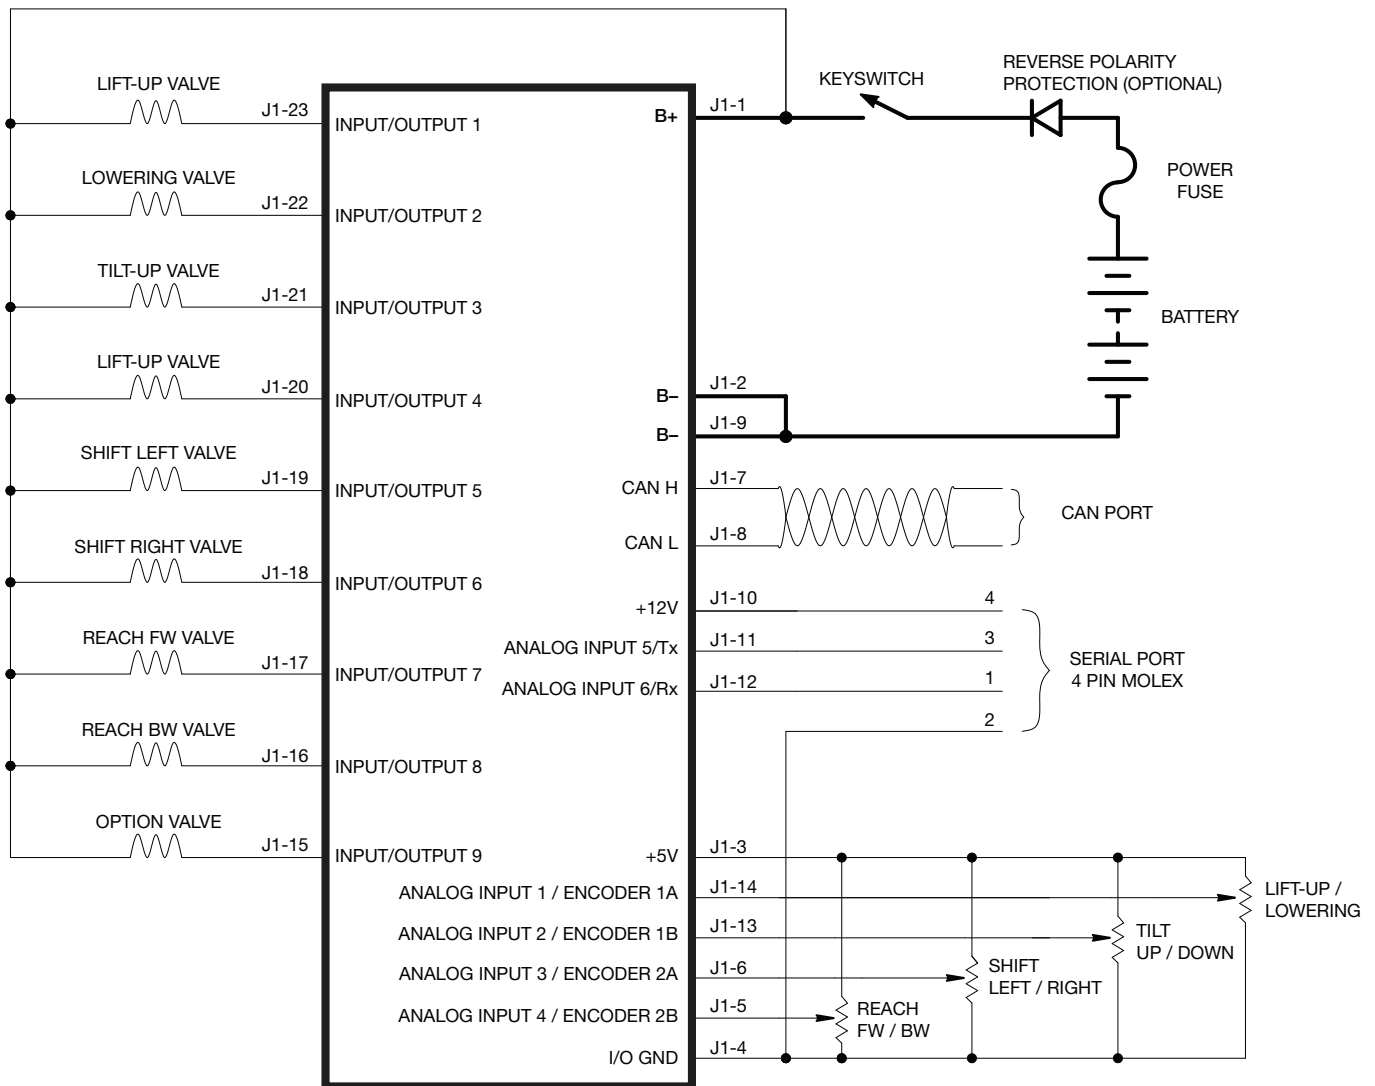 LIFT-UP VALVE
J1-23
INPUT/OUTPUT 1
LOWERING VALVE
J1-22
INPUT/OUTPUT 2
TILT-UP VALVE
J1-21
INPUT/OUTPUT 3
LIFT-UP VALVE
J1-20
INPUT/OUTPUT 4
SHIFT LEFT VALVE
J1-19
INPUT/OUTPUT 5
SHIFT RIGHT VALVE
J1-18
INPUT/OUTPUT 6
REACH FW VALVE
J1-17
INPUT/OUTPUT 7
REACH BW VALVE
J1-16
INPUT/OUTPUT 8
OPTION VALVE
J1-15
INPUT/OUTPUT 9
B+
J1-1
KEYSWITCH
REVERSE POLARITY
PROTECTION (OPTIONAL)
POWER
FUSE
BATTERY
B–
J1-2
B–
J1-9
CAN H
J1-7
CAN L
J1-8
CAN PORT
+12V
J1-10
4
ANALOG INPUT 5/Tx
J1-11
3
ANALOG INPUT 6/Rx
J1-12
1
2
SERIAL PORT
4 PIN MOLEX
+5V
J1-3
ANALOG INPUT 1 / ENCODER 1A
J1-14
LIFT-UP /
LOWERING
ANALOG INPUT 2 / ENCODER 1B
J1-13
TILT
UP / DOWN
ANALOG INPUT 3 / ENCODER 2A
J1-6
SHIFT
LEFT / RIGHT
ANALOG INPUT 4 / ENCODER 2B
J1-5
REACH
FW / BW
I/O GND
J1-4